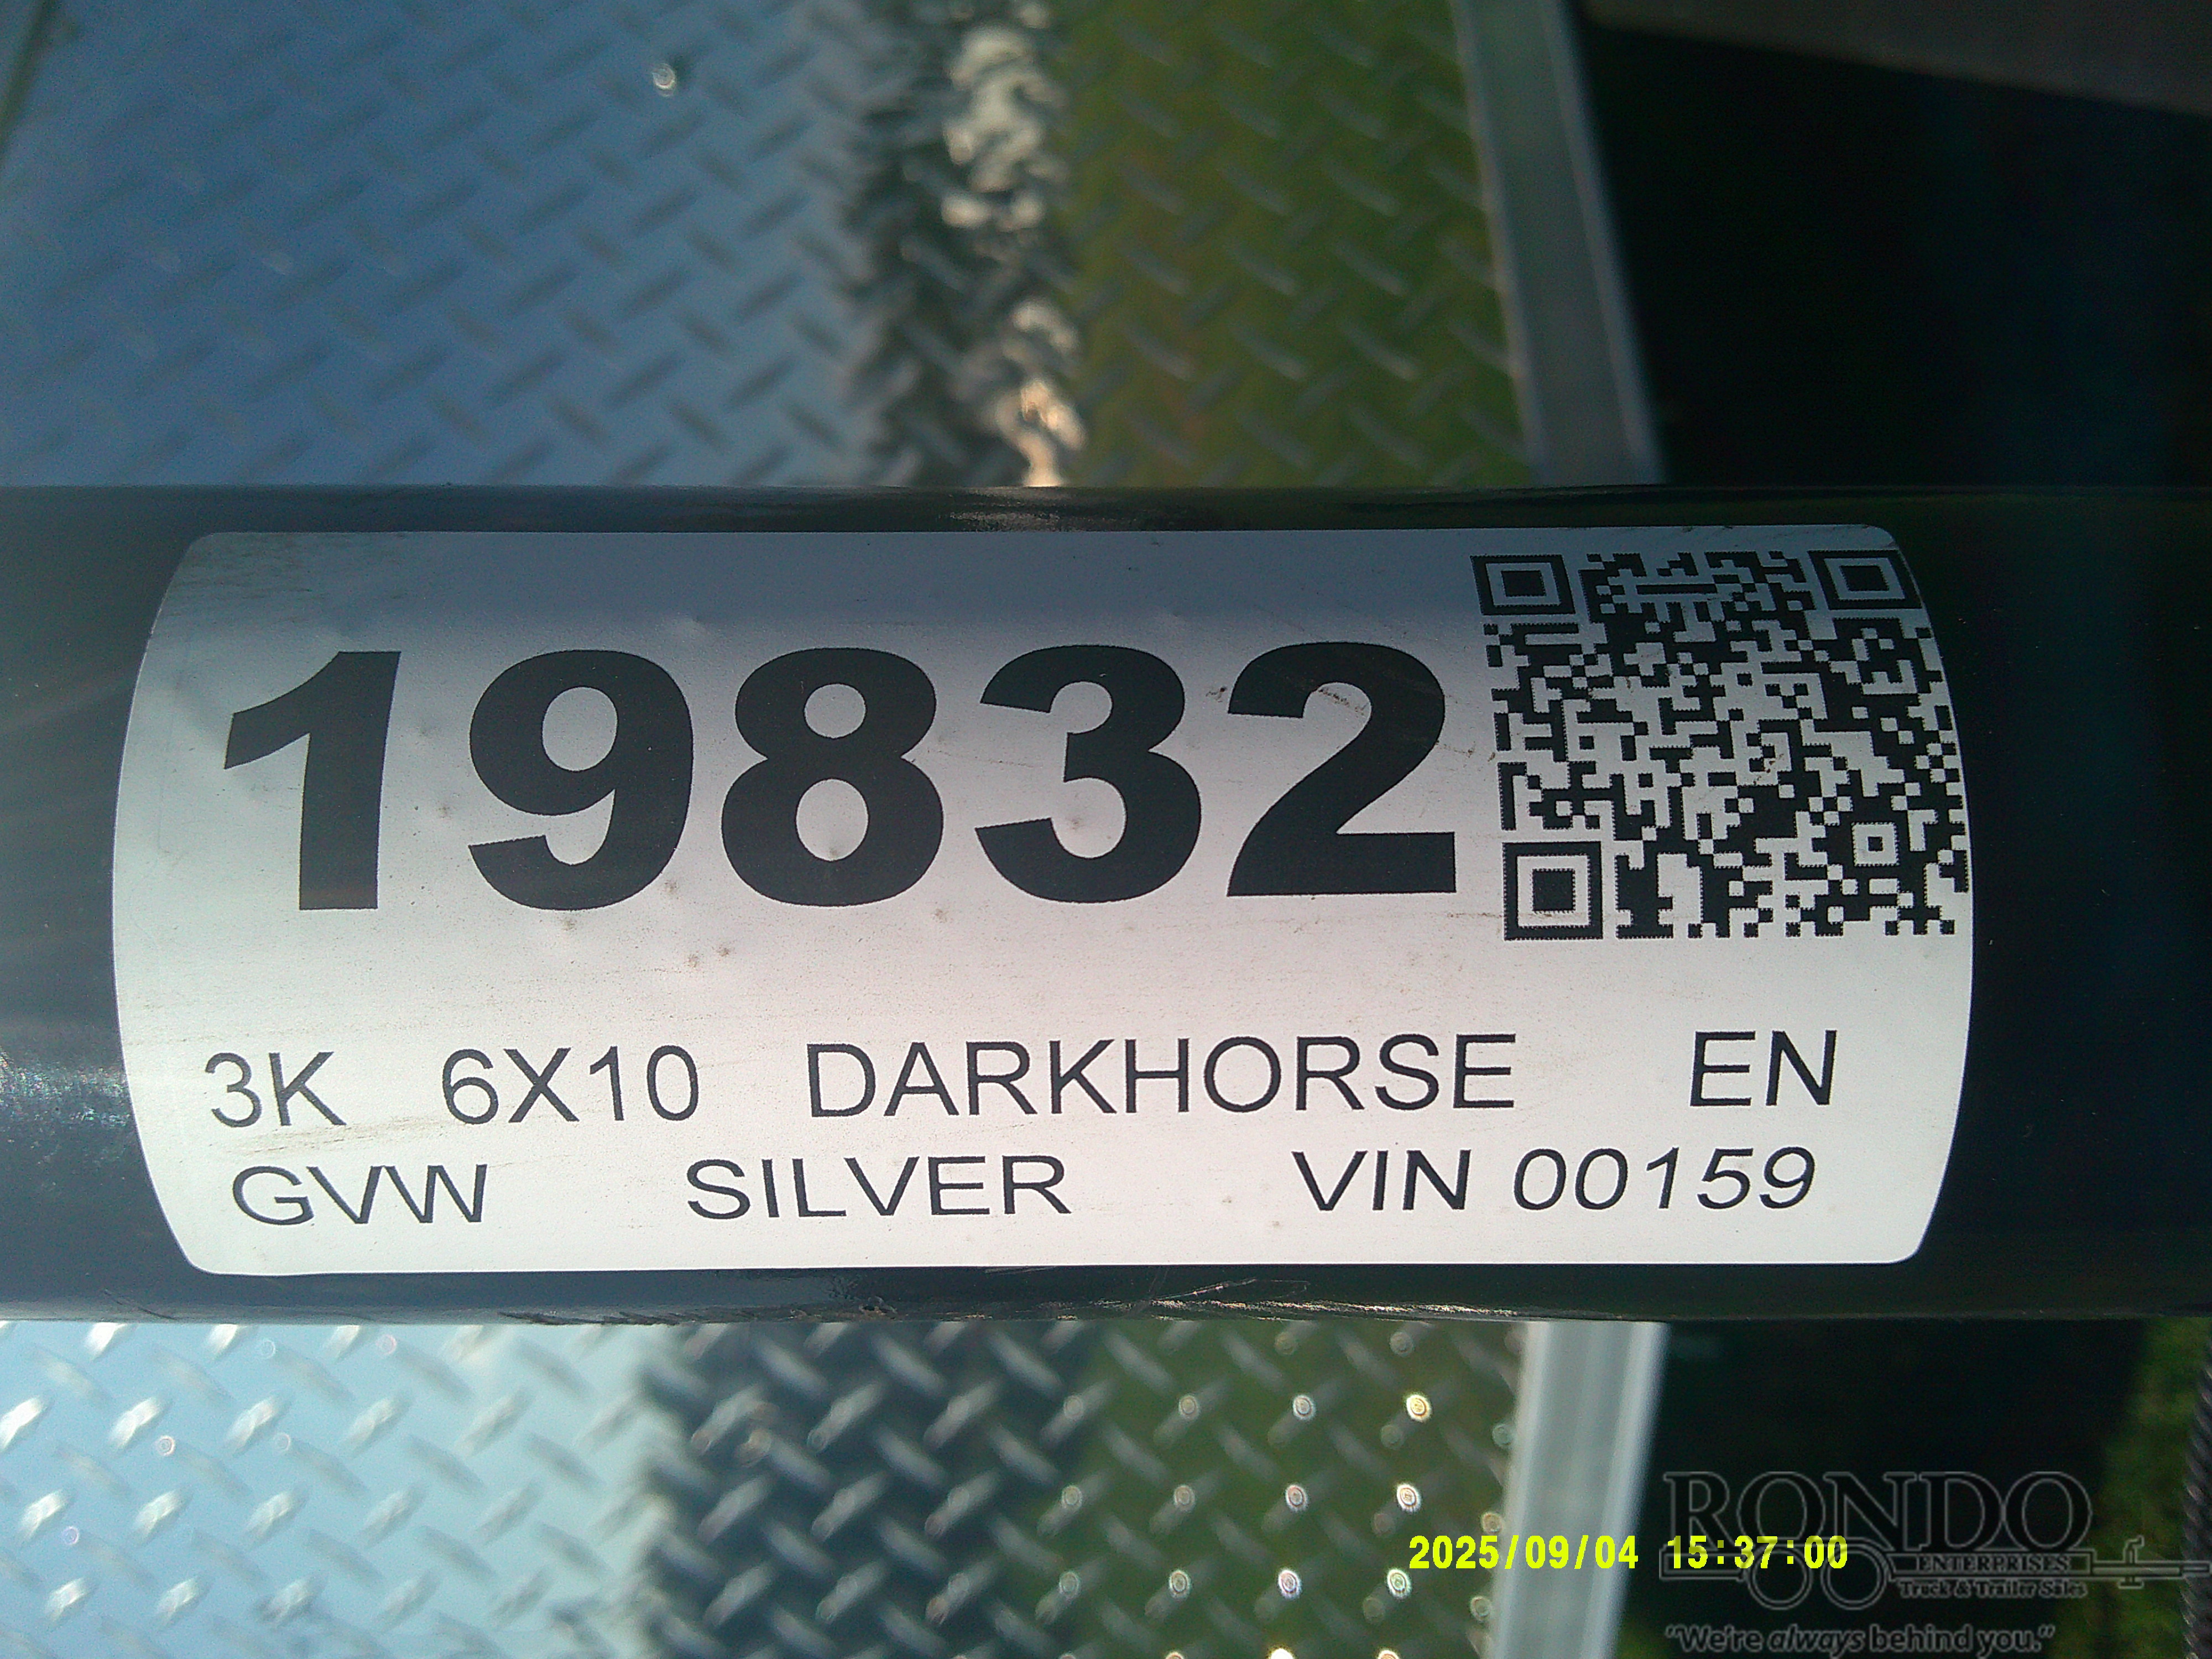 19832
3K 6X10 DARKHORSE EN
GVW SILVER VIN 00159
2025/09/04 15:37:00
RONDO
ENTERPRISES
Truck & Trailer Sales
"We're always behind you."